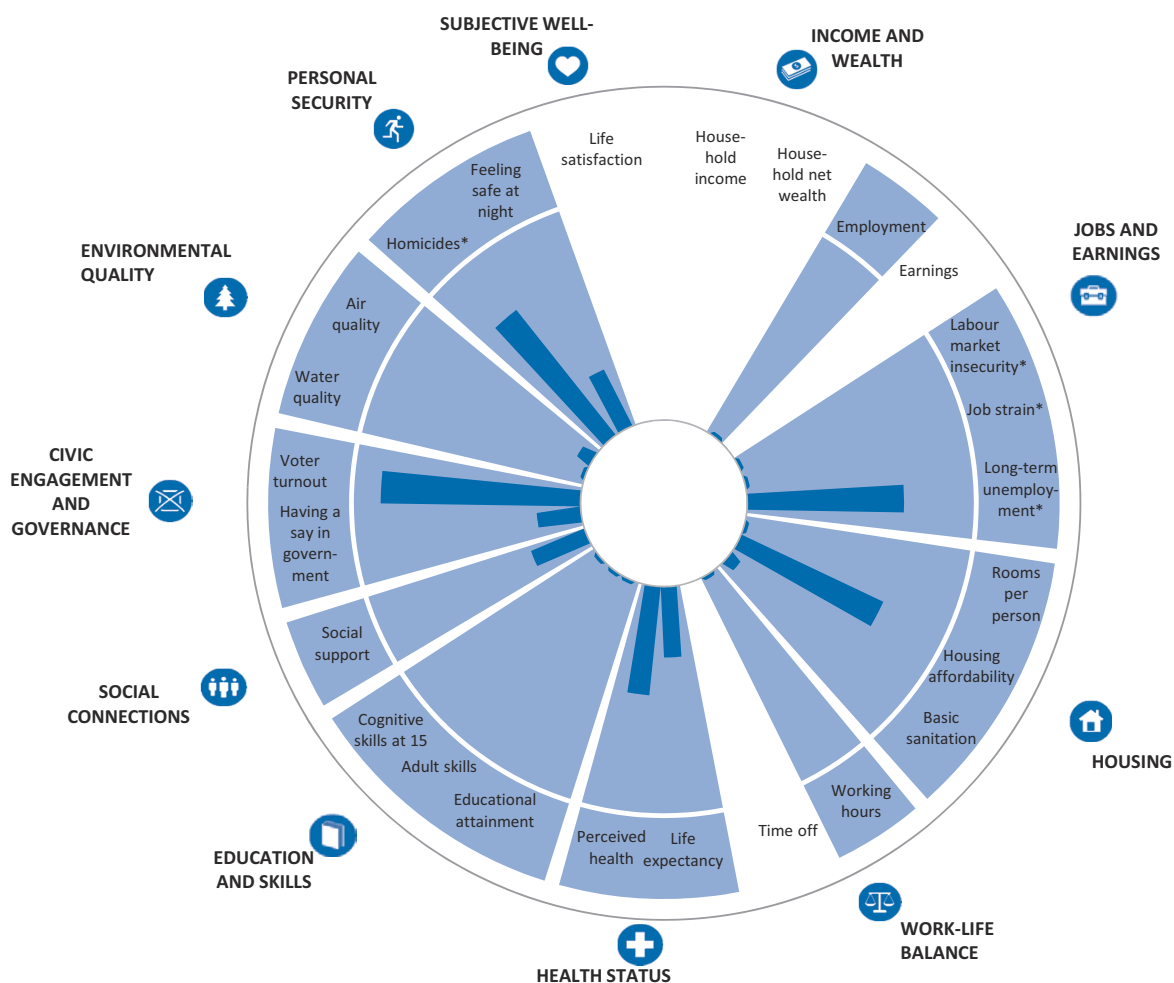 SUBJECTIVE WELL-
BEING
INCOME AND
WEALTH
PERSONAL
SECURITY
ENVIRONMENTAL
QUALITY
JOBS AND
EARNINGS
CIVIC
ENGAGEMENT
AND
GOVERNANCE
SOCIAL
CONNECTIONS
HOUSING
EDUCATION
AND SKILLS
WORK-LIFE
BALANCE
HEALTH STATUS
Life
satisfaction
House-
hold
income
House-
hold net
wealth
Employment
Earnings
Labour
market
insecurity*
Job strain*
Long-term
unemploy-
ment*
Rooms
per
person
Housing
affordability
Basic
sanitation
Working
hours
Time off
Life
expectancy
Perceived
health
Educational
attainment
Adult skills
Cognitive
skills at 15
Social
support
Having a
say in
govern-
ment
Voter
turnout
Water
quality
Air
quality
Homicides*
Feeling
safe at
night